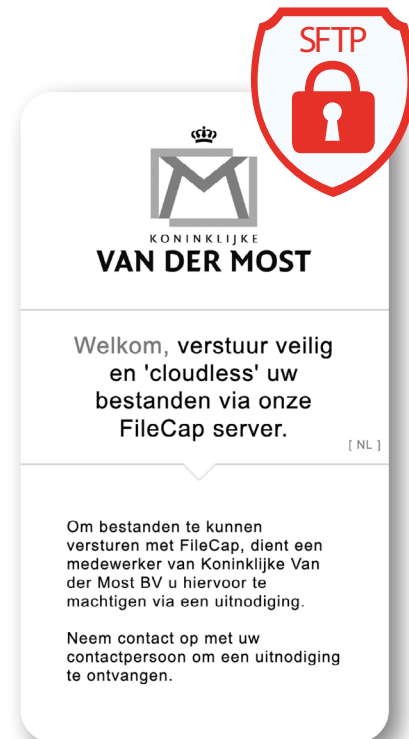 SFTP
KONINKLIJKE
VAN DER MOST
Welkom, verstuur veilig
en 'cloudless' uw
bestanden via onze
FileCap server.
[ NL ]
Om bestanden te kunnen
versturen met FileCap, dient een
medewerker van Koninklijke Van
der Most BV u hiervoor te
machtigen via een uitnodiging.
Neem contact op met uw
contactpersoon om een uitnodiging
te ontvangen.